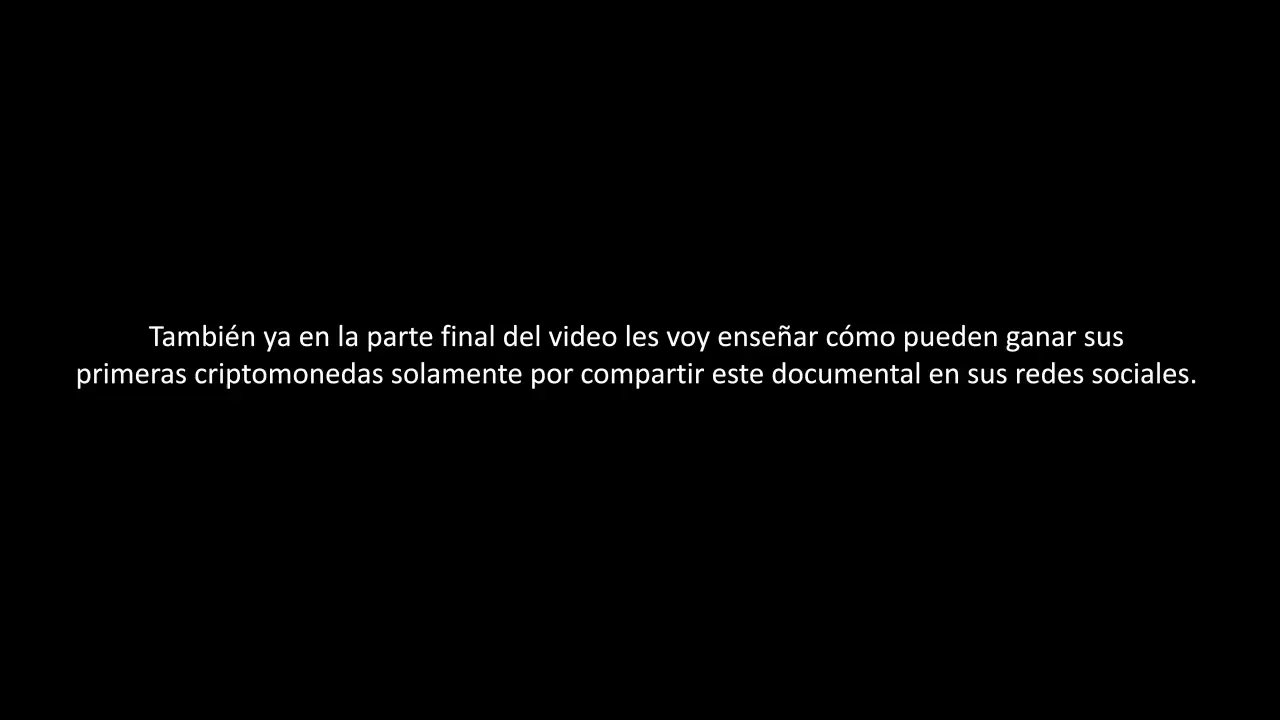 También ya en la parte final del video les voy enseñar cómo pueden ganar sus
primeras criptomonedas solamente por compartir este documental en sus redes sociales.